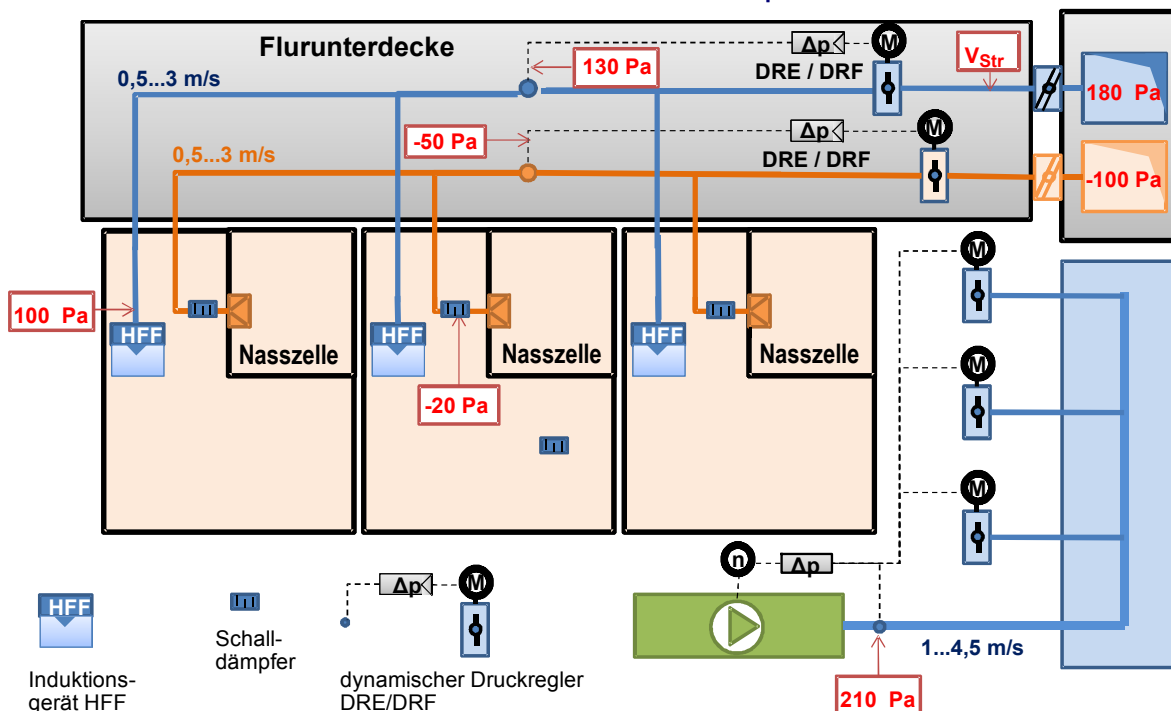 Flurunterdecke
Δp
M
DRE / DRF
V Str
130 Pa
180 Pa
0,5...3 m/s
-50 Pa
Δp
M
DRE / DRF
0,5...3 m/s
-100 Pa
100 Pa
HFF
Nasszelle
HFF
Nasszelle
HFF
Nasszelle
-20 Pa
M
M
M
n
Δp
1...4,5 m/s
210 Pa
HFF
Induktions-
gerät HFF
Schall-
dämpfer
Δp
M
dynamischer Druckregler
DRE/DRF